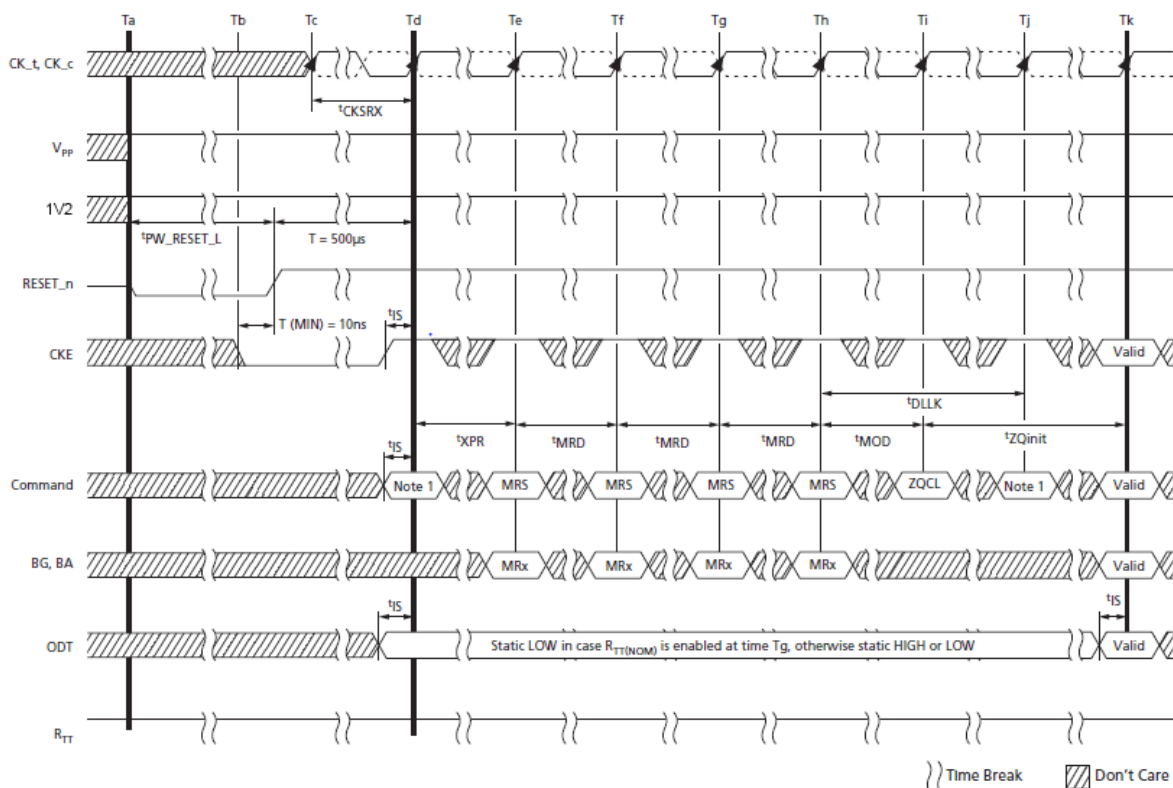 Ta Tb Tc Td Te Tf Tg Th Ti Tj Tk
CK_t, CK_c
tCKSRX
VPP
1V2
tPW_RESET_L T = 500µs
RESET_n
T (MIN) = 10ns tIS
CKE Valid
tDLLK
tXPR tMRD tMRD tMRD tMOD tZQinit
tIS
Command Note 1 MRS MRS MRS MRS ZQCL Note 1 Valid
BG, BA MRx MRx MRx MRx Valid
tIS tIS
ODT Static LOW in case RTT(NOM) is enabled at time Tg, otherwise static HIGH or LOW Valid
RTT
Time Break Don't Care